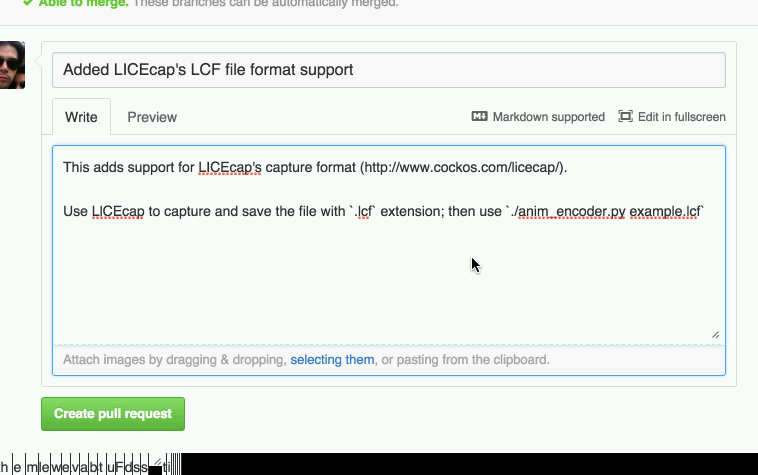 Able to merge. These branches can be automatically merged.
Added LICEcap's LCF file format support
Write Preview Markdown supported Edit in fullscreen
This adds support for LICEcap's capture format (http://www.cockos.com/licecap/).
Use LICEcap to capture and save the file with `.lcf` extension; then use `./anim_encoder.py example.lcf`
Attach images by dragging & dropping, selecting them, or pasting from the clipboard.
Create pull request